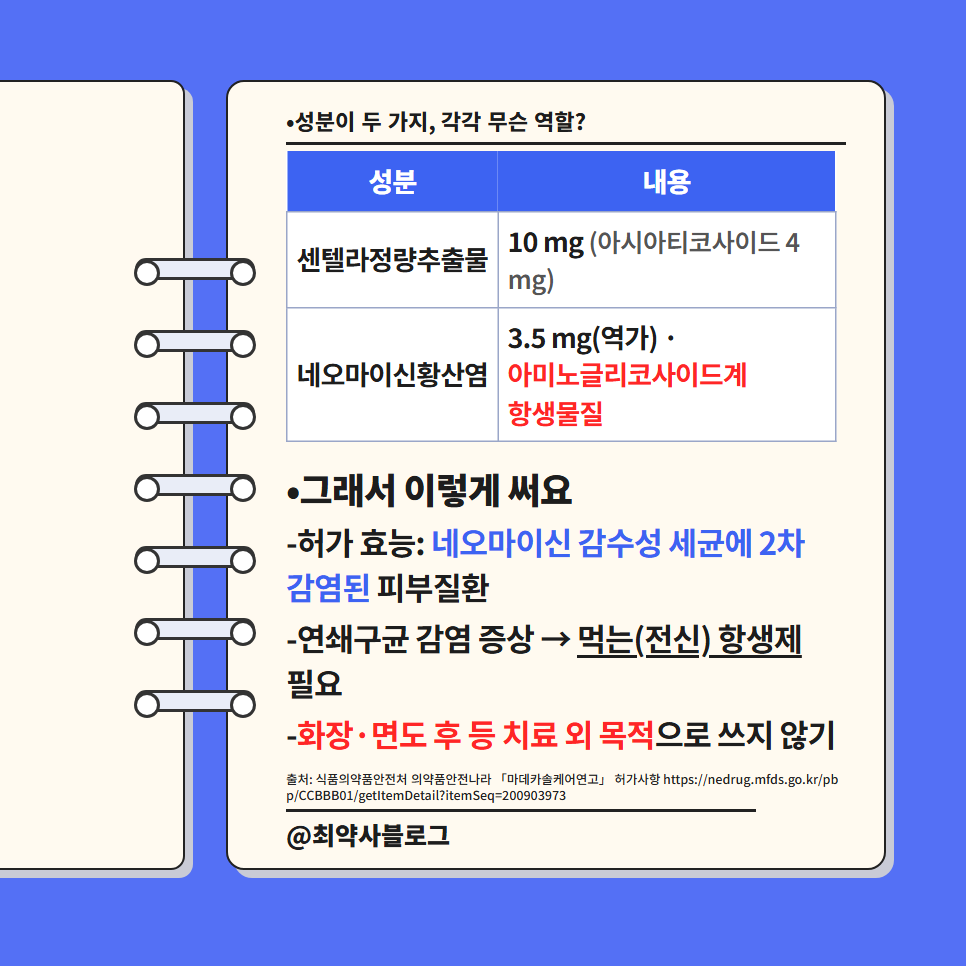 •성분이 두 가지, 각각 무슨 역할?
성분 내용
센텔라정량추출물 10 mg (아시아티코사이드 4
mg)
네오마이신황산염 3.5 mg(역가) ·
아미노글리코사이드계
항생물질
•그래서 이렇게 써요
-허가 효능: 네오마이신 감수성 세균에 2차
감염된 피부질환
-연쇄구균 감염 증상 → 먹는(전신) 항생제
필요
-화장·면도 후 등 치료 외 목적으로 쓰지 않기
출처: 식품의약품안전처 의약품안전나라 「마데카솔케어연고」 허가사항 https://nedrug.mfds.go.kr/pb
p/CCBBB01/getItemDetail?itemSeq=200903973
@최약사블로그